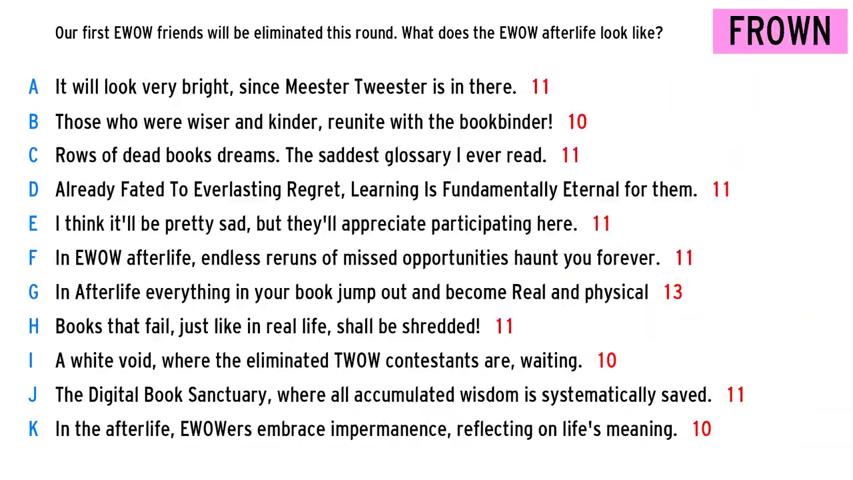 Our first EWOW friends will be eliminated this round. What does the EWOW afterlife look like?
FROWN
A It will look very bright, since Meester Tweester is in there. 11
B Those who were wiser and kinder, reunite with the bookbinder! 10
C Rows of dead books dreams. The saddest glossary I ever read. 11
D Already Fated To Everlasting Regret, Learning Is Fundamentally Eternal for them. 11
E I think it'll be pretty sad, but they'll appreciate participating here. 11
F In EWOW afterlife, endless reruns of missed opportunities haunt you forever. 11
G In Afterlife everything in your book jump out and become Real and physical 13
H Books that fail, just like in real life, shall be shredded! 11
I A white void, where the eliminated TWOW contestants are, waiting. 10
J The Digital Book Sanctuary, where all accumulated wisdom is systematically saved. 11
K In the afterlife, EWOWers embrace impermanence, reflecting on life's meaning. 10